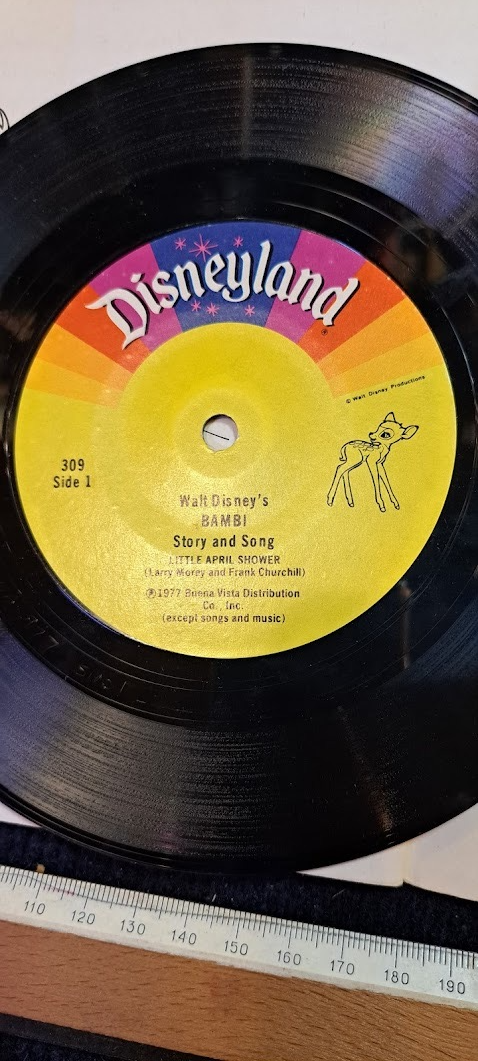 Disneyland
®
© Walt Disney Productions
309
Side 1
Walt Disney's
BAMBI
Story and Song
LITTLE APRIL SHOWER
(Larry Morey and Frank Churchill)
℗1977 Buena Vista Distribution
Co., Inc.
(except songs and music)
110 120 130 140 150 160 170 180 190